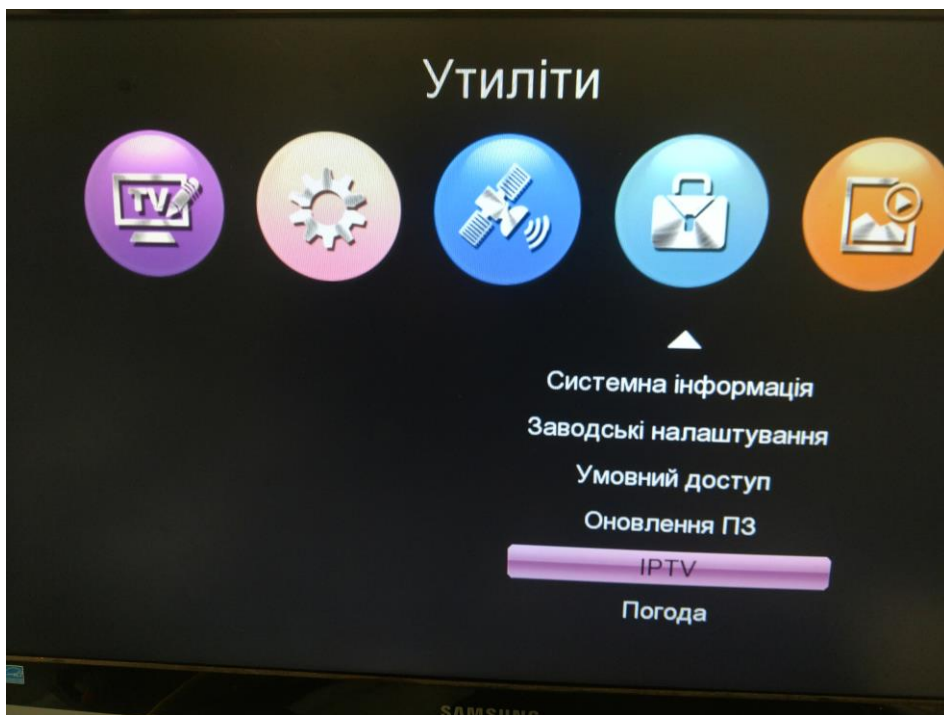 Утиліти
TV
Системна інформація
Заводські налаштування
Умовний доступ
Оновлення ПЗ
IPTV
Погода
SAMSUNG